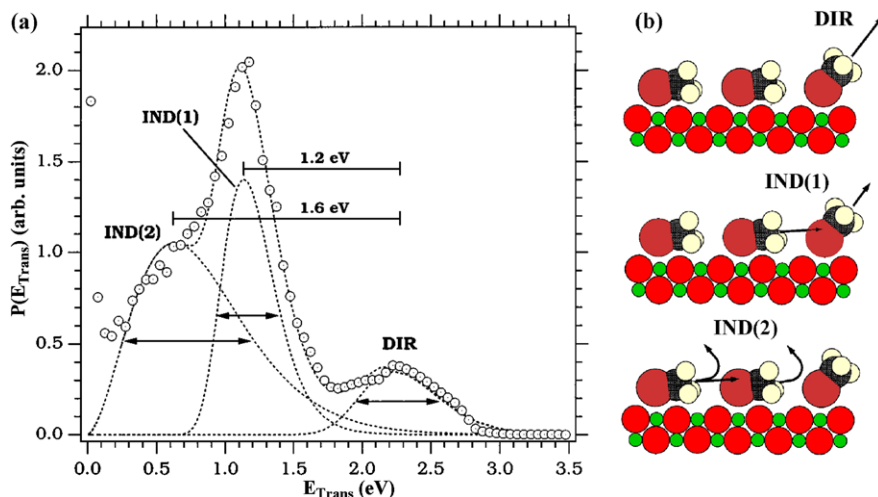 (a)
P(E_Trans) (arb. units)
2.0
1.5
1.0
0.5
0.0
IND(1)
1.2 eV
1.6 eV
IND(2)
DIR
0.0 0.5 1.0 1.5 2.0 2.5 3.0 3.5
E_Trans (eV)
(b)
DIR
IND(1)
IND(2)